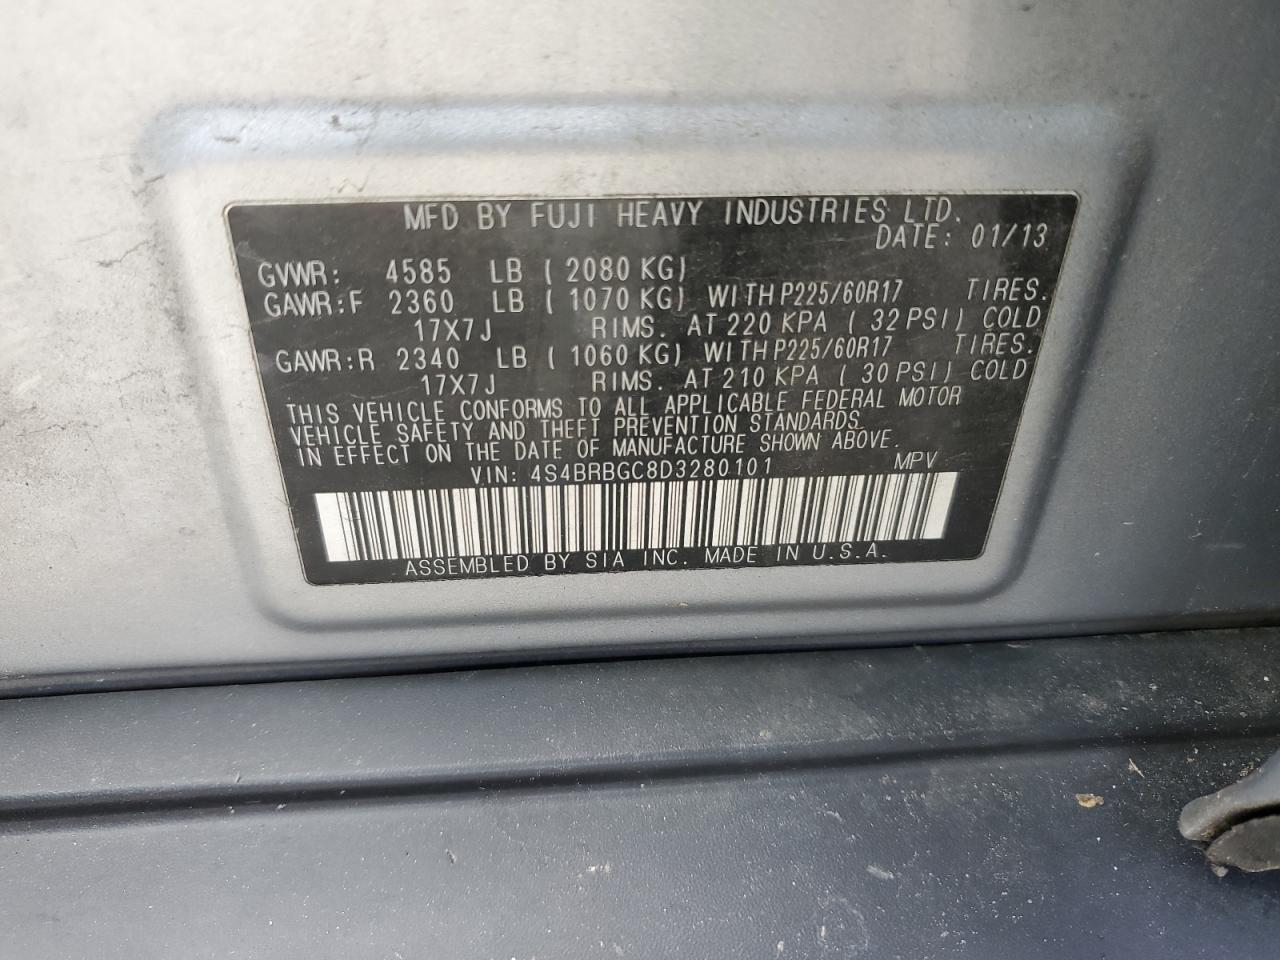 MFD BY FUJI HEAVY INDUSTRIES LTD.
DATE: 01/13
GVWR: 4585 LB ( 2080 KG)
GAWR:F 2360 LB ( 1070 KG) WITH P225/60R17 TIRES.
17X7J RIMS. AT 220 KPA ( 32 PSI) COLD
GAWR:R 2340 LB ( 1060 KG) WITH P225/60R17 TIRES.
17X7J RIMS. AT 210 KPA ( 30 PSI) COLD
THIS VEHICLE CONFORMS TO ALL APPLICABLE FEDERAL MOTOR
VEHICLE SAFETY AND THEFT PREVENTION STANDARDS
IN EFFECT ON THE DATE OF MANUFACTURE SHOWN ABOVE.
VIN: 4S4BRBGC8D3280101 MPV
ASSEMBLED BY SIA INC. MADE IN U.S.A.